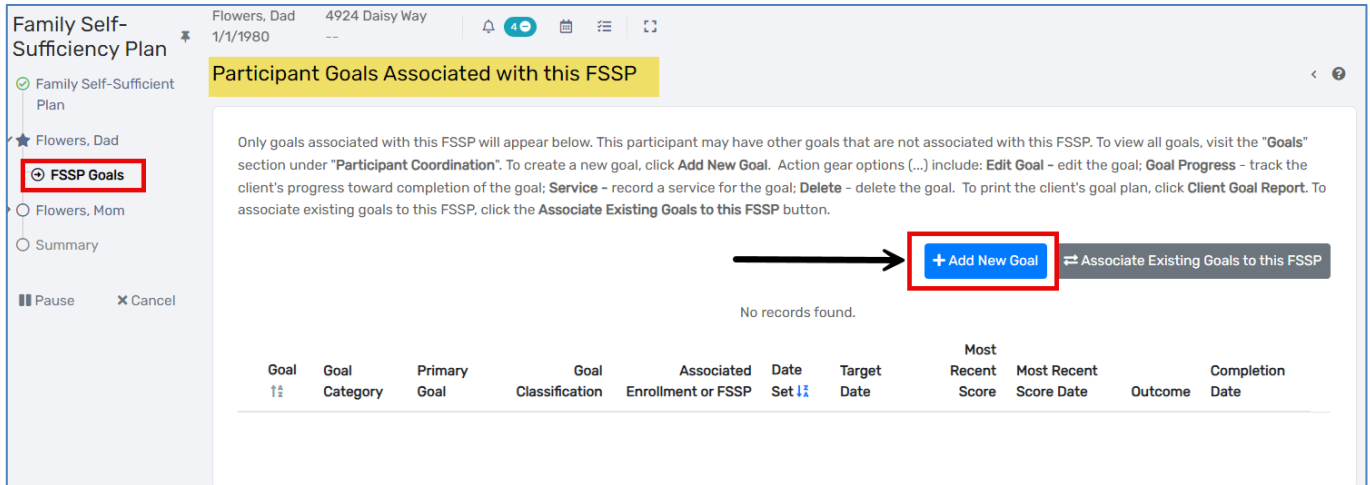 Family Self-
Sufficiency Plan
Family Self-Sufficient
Plan
Flowers, Dad
FSSP Goals
Flowers, Mom
Summary
Pause Cancel
Flowers, Dad 4924 Daisy Way
1/1/1980 --
4
Participant Goals Associated with this FSSP
Only goals associated with this FSSP will appear below. This participant may have other goals that are not associated with this FSSP. To view all goals, visit the "Goals"
section under "Participant Coordination". To create a new goal, click Add New Goal. Action gear options (...) include: Edit Goal – edit the goal; Goal Progress - track the
client's progress toward completion of the goal; Service – record a service for the goal; Delete - delete the goal. To print the client's goal plan, click Client Goal Report. To
associate existing goals to this FSSP, click the Associate Existing Goals to this FSSP button.
+ Add New Goal Associate Existing Goals to this FSSP
No records found.
Goal
Goal Category
Primary Goal
Goal Classification
Associated Enrollment or FSSP
Date Set
Target Date
Most Recent Score
Most Recent Score Date
Outcome
Completion Date